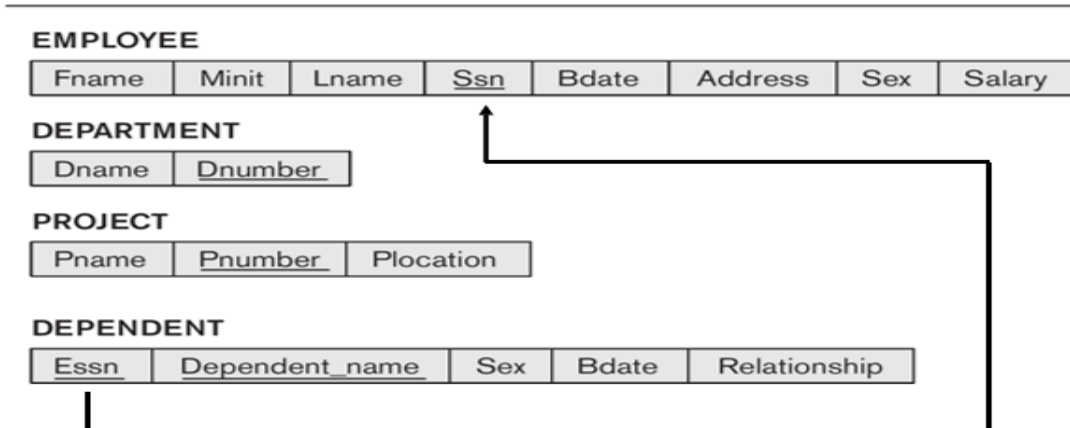 EMPLOYEE
Fname Minit Lname Ssn Bdate Address Sex Salary
DEPARTMENT
Dname Dnumber
PROJECT
Pname Pnumber Plocation
DEPENDENT
Essn Dependent_name Sex Bdate Relationship